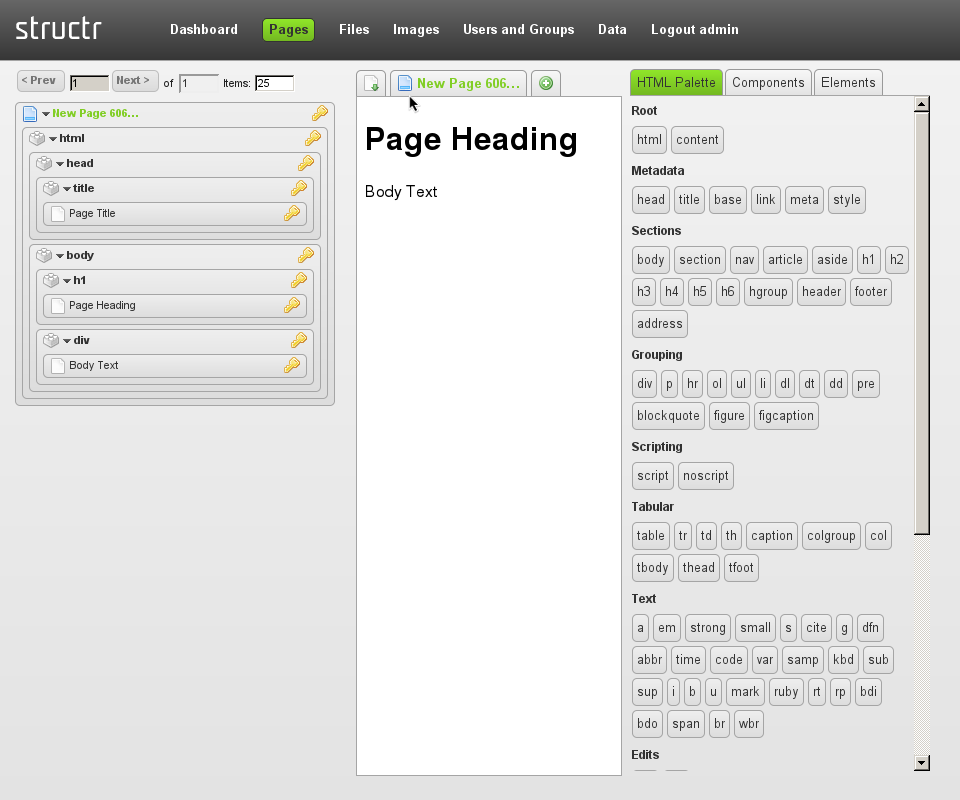 structr
Dashboard Pages Files Images Users and Groups Data Logout admin
< Prev 1 Next > of 1 Items: 25
New Page 606...
html
head
title
Page Title
body
h1
Page Heading
div
Body Text
New Page 606...
Page Heading
Body Text
HTML Palette Components Elements
Root
html content
Metadata
head title base link meta style
Sections
body section nav article aside h1 h2
h3 h4 h5 h6 hgroup header footer
address
Grouping
div p hr ol ul li dl dt dd pre
blockquote figure figcaption
Scripting
script noscript
Tabular
table tr td th caption colgroup col
tbody thead tfoot
Text
a em strong small s cite g dfn
abbr time code var samp kbd sub
sup i b u mark ruby rt rp bdi
bdo span br wbr
Edits